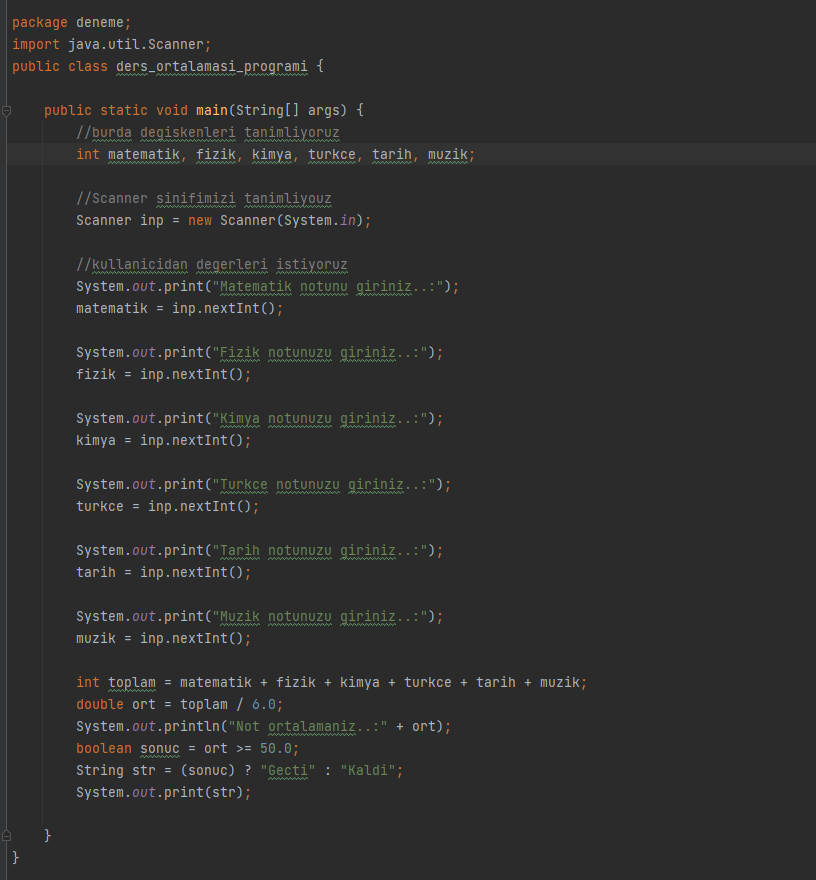 package deneme;
import java.util.Scanner;
public class ders_ortalamasi_programi {
public static void main(String[] args) {
//burda degiskenleri tanimliyoruz
int matematik, fizik, kimya, turkce, tarih, muzik;
//Scanner sinifimizi tanimliyouz
Scanner inp = new Scanner(System.in);
//kullanicidan degerleri istiyoruz
System.out.print("Matematik notunu giriniz..:");
matematik = inp.nextInt();
System.out.print("Fizik notunuzu giriniz..:");
fizik = inp.nextInt();
System.out.print("Kimya notunuzu giriniz..:");
kimya = inp.nextInt();
System.out.print("Turkce notunuzu giriniz..:");
turkce = inp.nextInt();
System.out.print("Tarih notunuzu giriniz..:");
tarih = inp.nextInt();
System.out.print("Muzik notunuzu giriniz..:");
muzik = inp.nextInt();
int toplam = matematik + fizik + kimya + turkce + tarih + muzik;
double ort = toplam / 6.0;
System.out.println("Not ortalamaniz..:" + ort);
boolean sonuc = ort >= 50.0;
String str = (sonuc) ? "Gecti" : "Kaldi";
System.out.print(str);
}
}